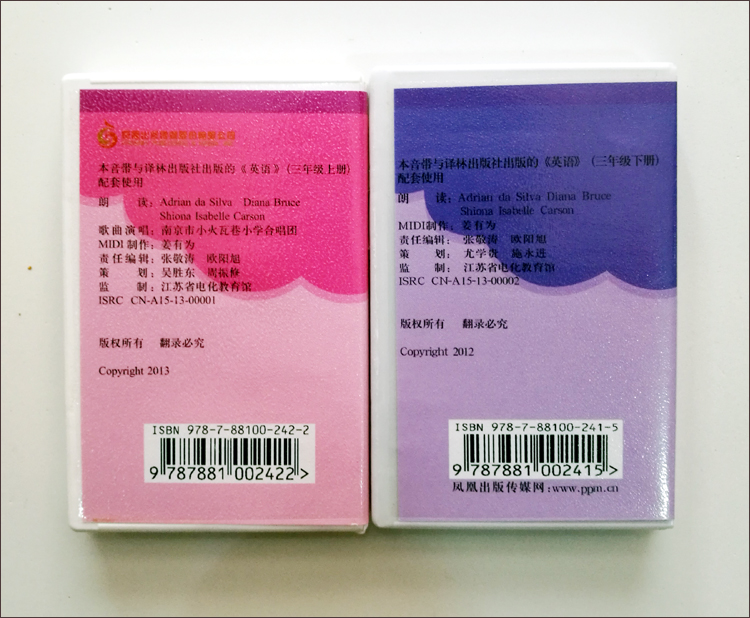 本音带与译林出版社出版的《英语》(三年级上册)
配套使用
朗 读：Adrian da Silva Diana Bruce
Shiona Isabelle Carson
歌曲演唱：南京市小火瓦巷小学合唱团
MIDI制作：姜有为
责任编辑：张敬涛 欧阳旭
策 划：吴胜东 周振修
监 制：江苏省电化教育馆
ISRC CN-A15-13-00001
版权所有 翻录必究
Copyright 2013
ISBN 978-7-88100-242-2
9 787881 002422 >
本音带与译林出版社出版的《英语》(三年级下册)
配套使用
朗 读：Adrian da Silva Diana Bruce
Shiona Isabelle Carson
MIDI制作：姜有为
责任编辑：张敬涛 欧阳旭
策 划：尤学贵 施永进
监 制：江苏省电化教育馆
ISRC CN-A15-13-00002
版权所有 翻录必究
Copyright 2012
ISBN 978-7-88100-241-5
9 787881 002415 >
凤凰出版传媒网:www.ppm.cn